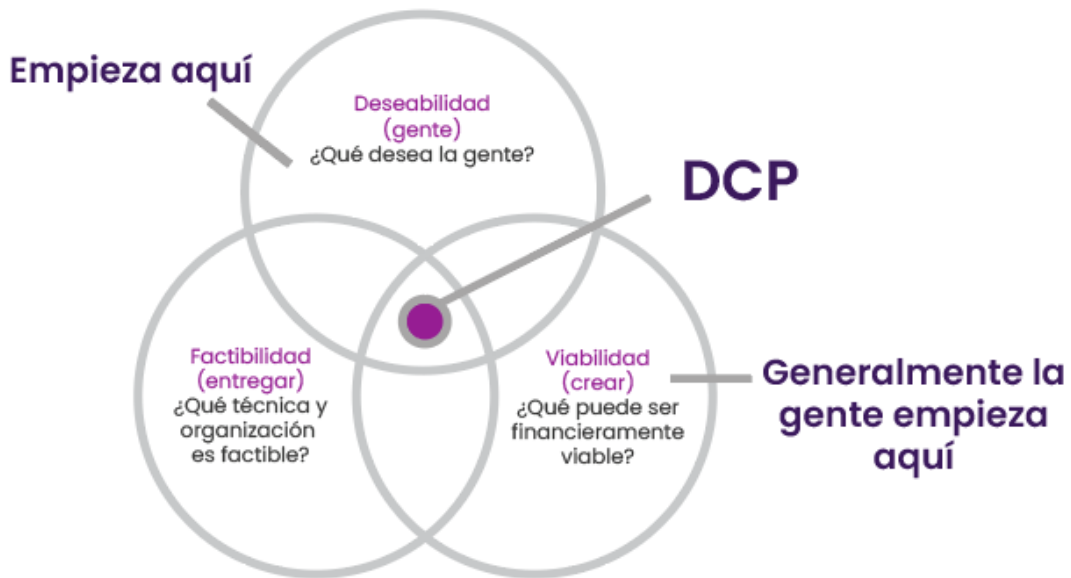 Empieza aquí
Deseabilidad
(gente)
¿Qué desea la gente?
DCP
Factibilidad
(entregar)
¿Qué técnica y
organización
es factible?
Viabilidad
(crear)
¿Qué puede ser
financieramente
viable?
Generalmente la
gente empieza
aquí